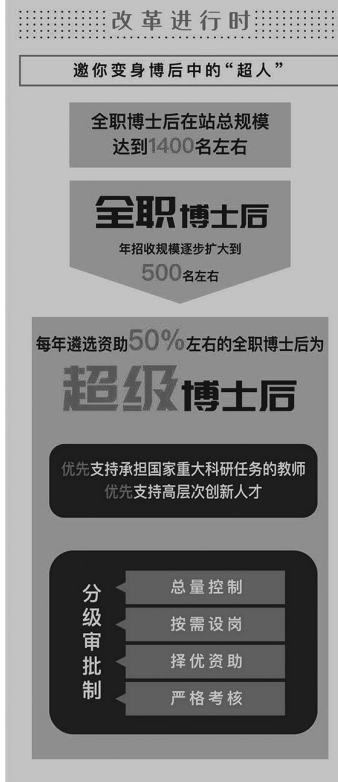 改革进行时
邀你变身博后中的“超人”
全职博士后在站总规模
达到1400名左右
全职博士后
年招收规模逐步扩大到
500名左右
每年遴选资助50%左右的全职博士后为
超级博士后
优先支持承担国家重大科研任务的教师
优先支持高层次创新人才
分级审批制
总量控制
按需设岗
择优资助
严格考核